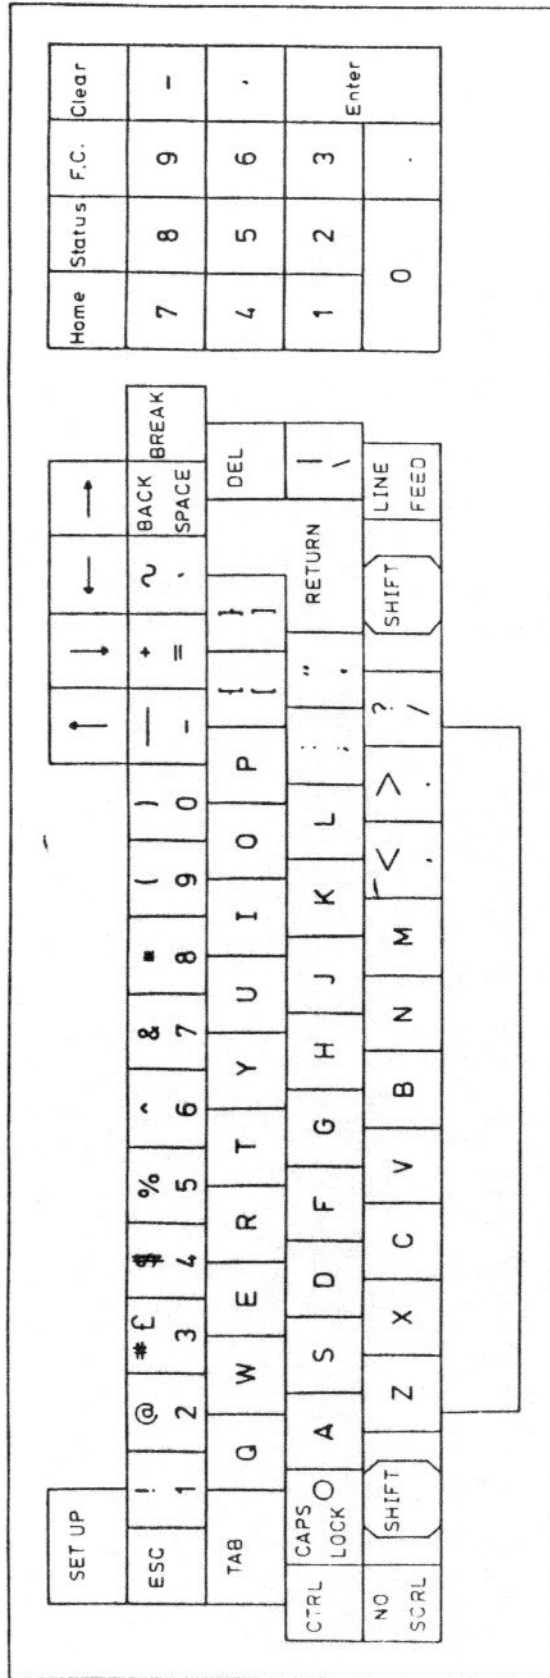 SET UP ↑ ↓ ← → Home Status F.C. Clear
ESC ! 1 @ 2 # £ 3 $ 4 % 5 ^ 6 & 7 * 8 ( 9 ) 0 — - + = ~ ` BACK SPACE BREAK 7 8 9 -
TAB Q W E R T Y U I O P { [ } ] DEL 4 5 6 ,
CTRL CAPS LOCK A S D F G H J K L : ; " ' RETURN | \ 1 2 3 Enter
NO SCRL SHIFT Z X C V B N M < , > . ? / SHIFT LINE FEED 0 .